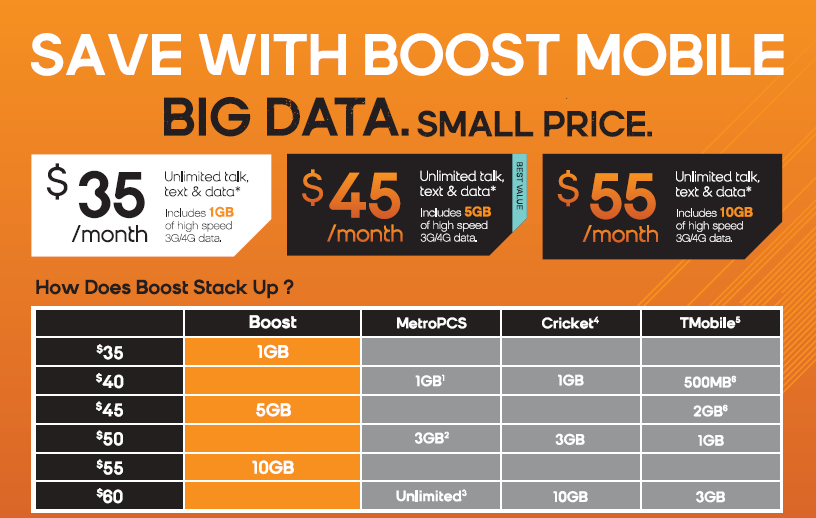 SAVE WITH BOOST MOBILE
BIG DATA. SMALL PRICE.
$35
/month
Unlimited talk,
text & data*
Includes 1GB
of high speed
3G/4G data.
$45
/month
Unlimited talk,
text & data*
Includes 5GB
of high speed
3G/4G data.
BEST VALUE
$55
/month
Unlimited talk,
text & data*
Includes 10GB
of high speed
3G/4G data.
How Does Boost Stack Up ?
Boost MetroPCS Cricket⁴ TMobile⁵
$35 1GB
$40 1GB¹ 1GB 500MB⁸
$45 5GB 2GB⁶
$50 3GB² 3GB 1GB
$55 10GB
$60 Unlimited³ 10GB 3GB